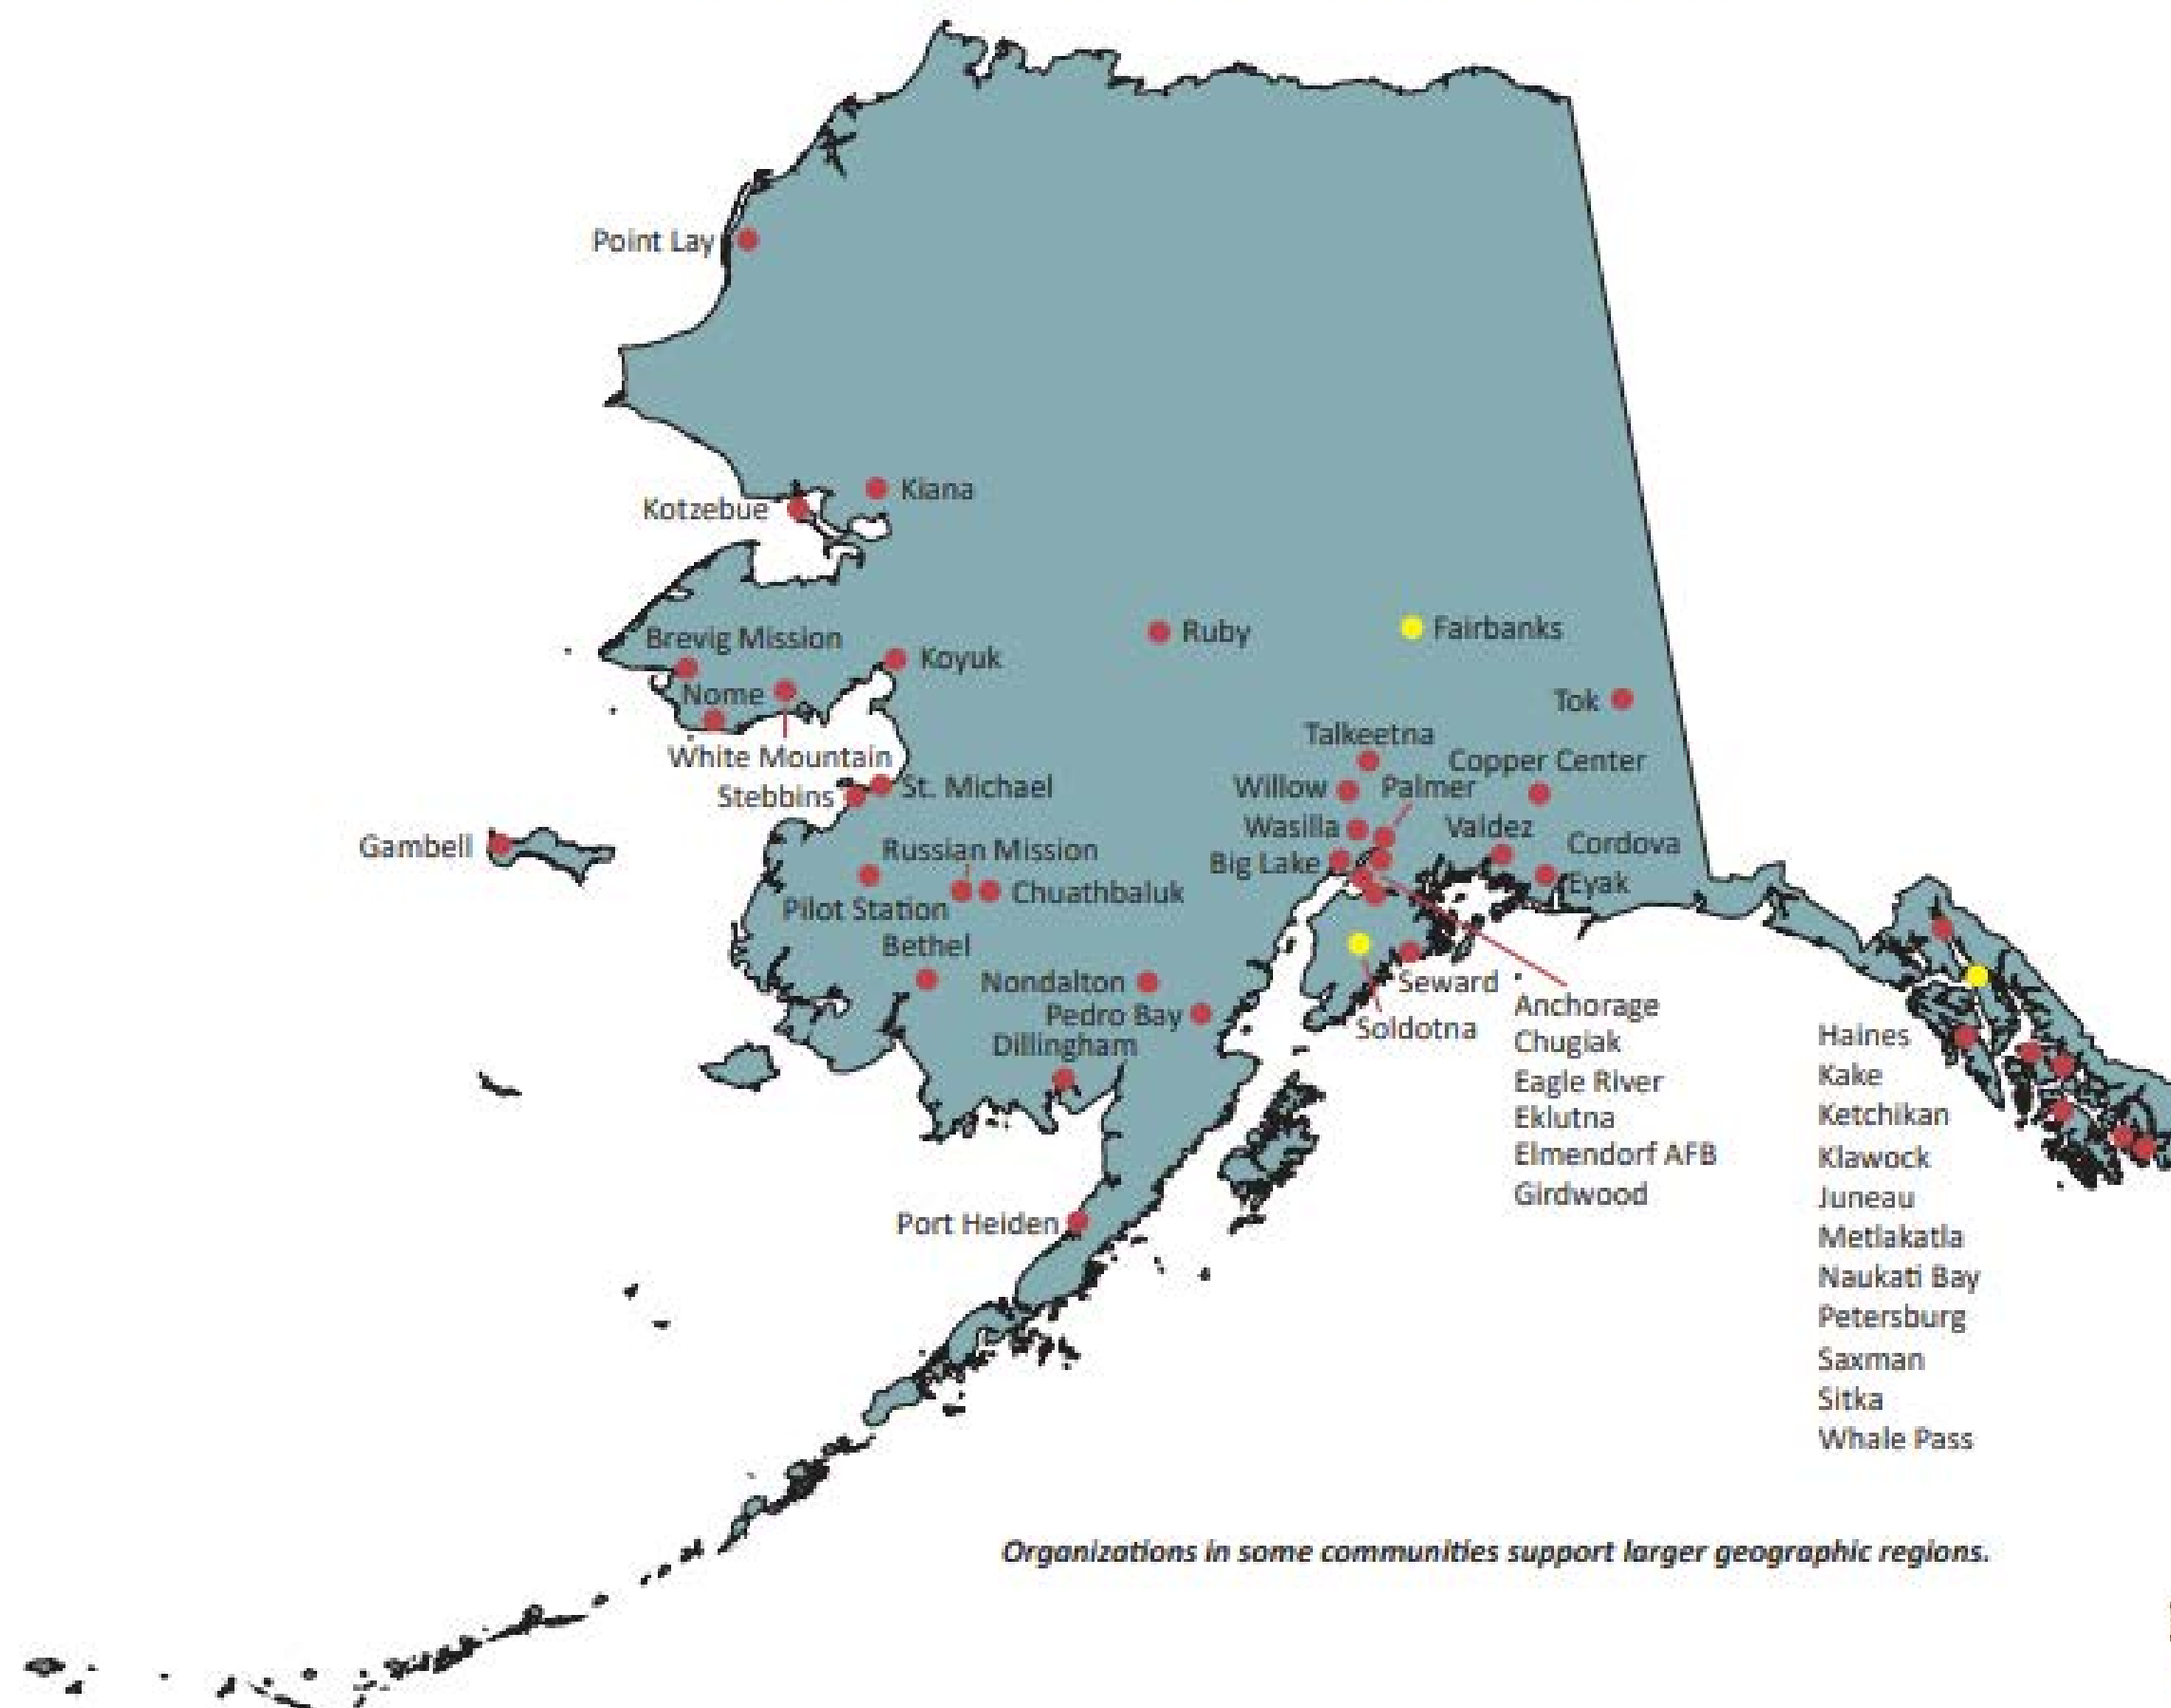 Point Lay
Kiana
Kotzebue
Ruby
Fairbanks
Brevig Mission
Koyuk
Nome
Tok
Talkeetna
White Mountain
Copper Center
Stebbins
St. Michael
Willow
Palmer
Wasilla
Valdez
Gambell
Russian Mission
Big Lake
Cordova
Eyak
Chuathbaluk
Pilot Station
Bethel
Nondalton
Seward
Pedro Bay
Soldotna
Dillingham
Anchorage
Chugiak
Eagle River
Eklutna
Elmendorf AFB
Girdwood
Haines
Kake
Ketchikan
Klawock
Juneau
Metlakatla
Naukati Bay
Petersburg
Saxman
Sitka
Whale Pass
Port Heiden
Organizations in some communities support larger geographic regions.